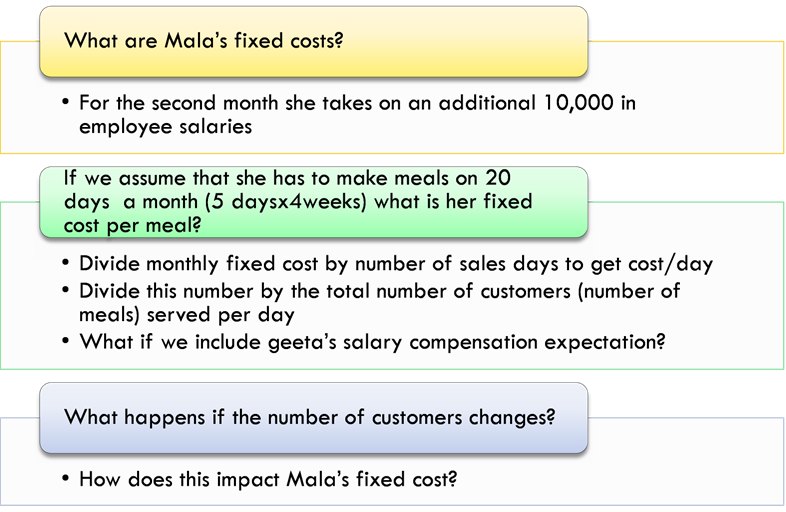 What are Mala’s fixed costs?
• For the second month she takes on an additional 10,000 in
employee salaries
If we assume that she has to make meals on 20
days  a month (5 daysx4weeks) what is her fixed
cost per meal?
• Divide monthly fixed cost by number of sales days to get cost/day
• Divide this number by the total number of customers (number of
meals) served per day
• What if we include geeta’s salary compensation expectation?
What happens if the number of customers changes?
• How does this impact Mala’s fixed cost?